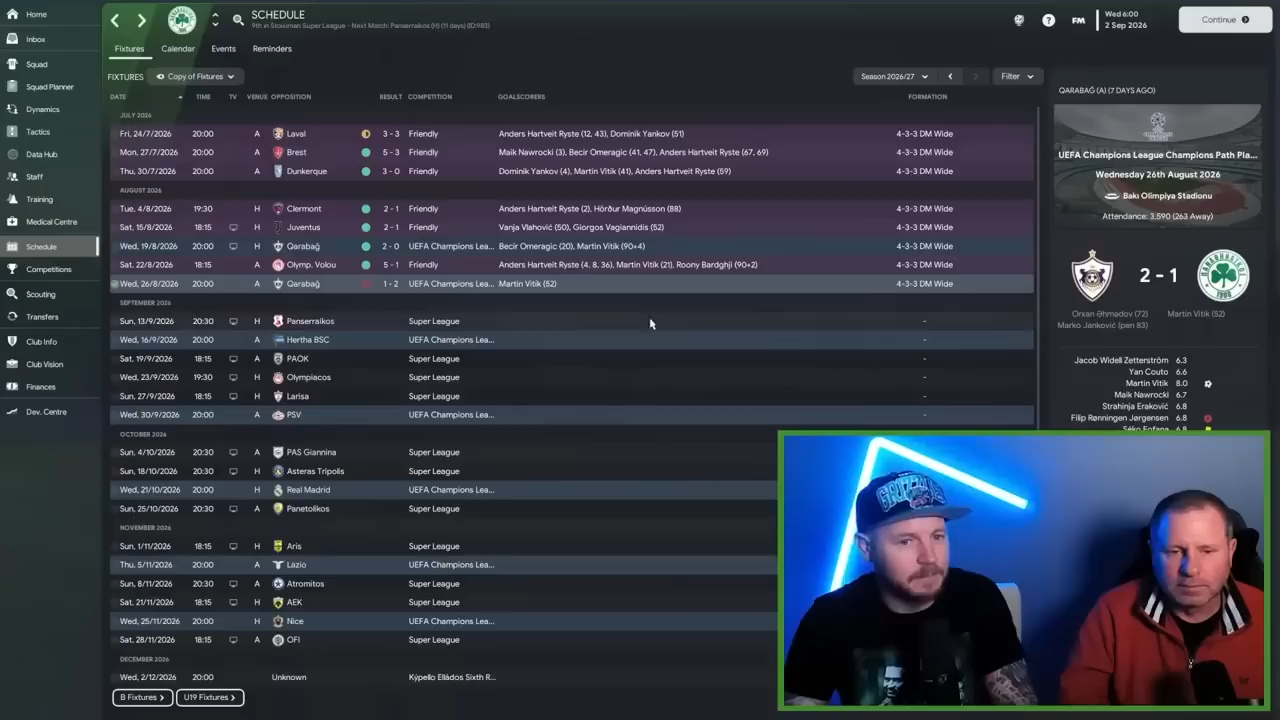 Home
Inbox
Squad
Squad Planner
Dynamics
Tactics
Data Hub
Staff
Training
Medical Centre
Schedule
Competitions
Scouting
Transfers
Club Info
Club Vision
Finances
Dev. Centre
SCHEDULE
9th in Stoiximan Super League - Next Match: Panserraikos (H) (11 days) (ID:983)
FM
Wed 6:00
2 Sep 2026
Continue
Fixtures Calendar Events Reminders
FIXTURES Copy of Fixtures Season 2026/27 Filter
DATE TIME TV VENUE OPPOSITION RESULT COMPETITION GOALSCORERS FORMATION
JULY 2026
Fri, 24/7/2026 20:00 A Laval 3 - 3 Friendly Anders Hartveit Ryste (12, 43), Dominik Yankov (51) 4-3-3 DM Wide
Mon, 27/7/2026 20:00 A Brest 5 - 3 Friendly Maik Nawrocki (3), Becir Omeragic (41, 47), Anders Hartveit Ryste (67, 69) 4-3-3 DM Wide
Thu, 30/7/2026 20:00 A Dunkerque 3 - 0 Friendly Dominik Yankov (4), Martin Vitík (41), Anders Hartveit Ryste (59) 4-3-3 DM Wide
AUGUST 2026
Tue, 4/8/2026 19:30 H Clermont 2 - 1 Friendly Anders Hartveit Ryste (2), Hörður Magnússon (88) 4-3-3 DM Wide
Sat, 15/8/2026 18:15 H Juventus 2 - 1 Friendly Vanja Vlahović (50), Giorgos Vagiannidis (52) 4-3-3 DM Wide
Wed, 19/8/2026 20:00 H Qarabağ 2 - 0 UEFA Champions Lea... Becir Omeragic (20), Martin Vitík (90+4) 4-3-3 DM Wide
Sat, 22/8/2026 18:15 A Olymp. Volou 5 - 1 Friendly Anders Hartveit Ryste (4, 8, 36), Martin Vitík (21), Roony Bardghji (90+2) 4-3-3 DM Wide
Wed, 26/8/2026 20:00 A Qarabağ 1 - 2 UEFA Champions Lea... Martin Vitík (52) 4-3-3 DM Wide
SEPTEMBER 2026
Sun, 13/9/2026 20:30 H Panserraikos Super League -
Wed, 16/9/2026 20:00 A Hertha BSC UEFA Champions Lea... -
Sat, 19/9/2026 18:15 A PAOK Super League -
Wed, 23/9/2026 19:30 H Olympiacos Super League -
Sun, 27/9/2026 18:15 H Larisa Super League -
Wed, 30/9/2026 20:00 A PSV UEFA Champions Lea... -
OCTOBER 2026
Sun, 4/10/2026 20:30 A PAS Giannina Super League
Sun, 18/10/2026 20:30 H Asteras Tripolis Super League
Wed, 21/10/2026 20:00 H Real Madrid UEFA Champions Lea...
Sun, 25/10/2026 20:30 A Panetolikos Super League
NOVEMBER 2026
Sun, 1/11/2026 18:15 H Aris Super League
Thu, 5/11/2026 20:00 A Lazio UEFA Champions Lea...
Sun, 8/11/2026 20:30 A Atromitos Super League
Sat, 21/11/2026 18:15 H AEK Super League
Wed, 25/11/2026 20:00 H Nice UEFA Champions Lea...
Sat, 28/11/2026 18:15 A OFI Super League
DECEMBER 2026
Wed, 2/12/2026 20:00 Unknown Kýpello Elládos Sixth R...
B Fixtures U19 Fixtures
QARABAĞ (A) (7 DAYS AGO)
UEFA Champions League Champions Path Pla...
Wednesday 26th August 2026
Bakı Olimpiya Stadionu
Attendance: 3,590 (263 Away)
2 - 1
Orxan Əhmədov (72) Martin Vitík (52)
Marko Janković (pen 83)
Jacob Widell Zetterström 6.3
Yan Couto 6.6
Martin Vitík 8.0
Maik Nawrocki 6.7
Strahinja Eraković 6.8
Filip Rønningen Jørgensen 6.8
GRIZZLIES